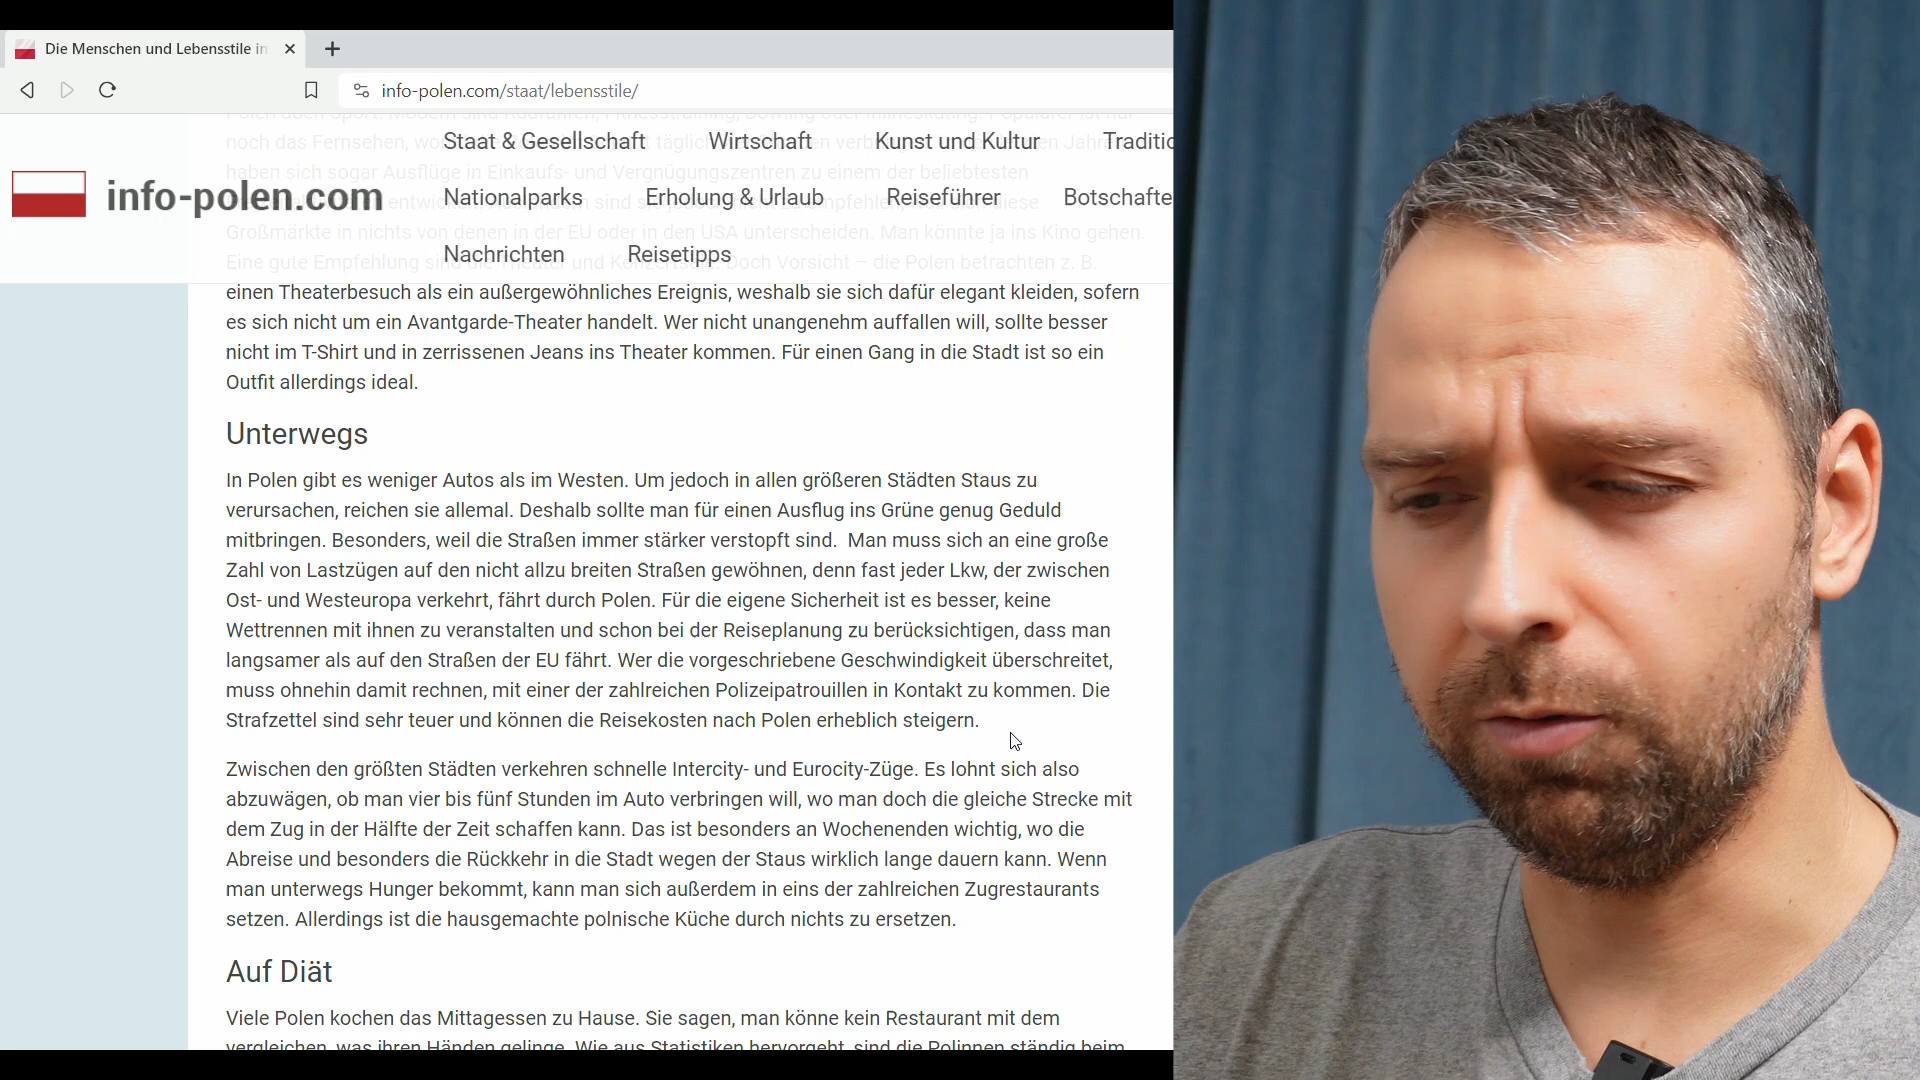 Die Menschen und Lebensstile in
info-polen.com/staat/lebensstile/
Staat & Gesellschaft Wirtschaft Kunst und Kultur Traditio
info-polen.com
Nationalparks Erholung & Urlaub Reiseführer Botschafte
Nachrichten Reisetipps
einen Theaterbesuch als ein außergewöhnliches Ereignis, weshalb sie sich dafür elegant kleiden, sofern
es sich nicht um ein Avantgarde-Theater handelt. Wer nicht unangenehm auffallen will, sollte besser
nicht im T-Shirt und in zerrissenen Jeans ins Theater kommen. Für einen Gang in die Stadt ist so ein
Outfit allerdings ideal.
Unterwegs
In Polen gibt es weniger Autos als im Westen. Um jedoch in allen größeren Städten Staus zu
verursachen, reichen sie allemal. Deshalb sollte man für einen Ausflug ins Grüne genug Geduld
mitbringen. Besonders, weil die Straßen immer stärker verstopft sind.  Man muss sich an eine große
Zahl von Lastzügen auf den nicht allzu breiten Straßen gewöhnen, denn fast jeder Lkw, der zwischen
Ost- und Westeuropa verkehrt, fährt durch Polen. Für die eigene Sicherheit ist es besser, keine
Wettrennen mit ihnen zu veranstalten und schon bei der Reiseplanung zu berücksichtigen, dass man
langsamer als auf den Straßen der EU fährt. Wer die vorgeschriebene Geschwindigkeit überschreitet,
muss ohnehin damit rechnen, mit einer der zahlreichen Polizeipatrouillen in Kontakt zu kommen. Die
Strafzettel sind sehr teuer und können die Reisekosten nach Polen erheblich steigern.
Zwischen den größten Städten verkehren schnelle Intercity- und Eurocity-Züge. Es lohnt sich also
abzuwägen, ob man vier bis fünf Stunden im Auto verbringen will, wo man doch die gleiche Strecke mit
dem Zug in der Hälfte der Zeit schaffen kann. Das ist besonders an Wochenenden wichtig, wo die
Abreise und besonders die Rückkehr in die Stadt wegen der Staus wirklich lange dauern kann. Wenn
man unterwegs Hunger bekommt, kann man sich außerdem in eins der zahlreichen Zugrestaurants
setzen. Allerdings ist die hausgemachte polnische Küche durch nichts zu ersetzen.
Auf Diät
Viele Polen kochen das Mittagessen zu Hause. Sie sagen, man könne kein Restaurant mit dem
vergleichen, was ihren Händen gelinge. Wie aus Statistiken hervorgeht, sind die Polinnen ständig beim